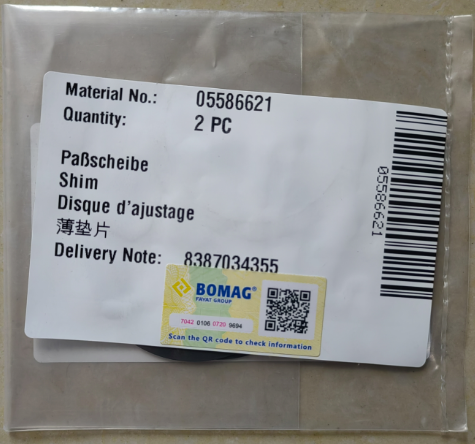 Material No.: 05586621
Quantity: 2 PC
Paßscheibe
Shim
Disque d'ajustage
薄垫片
Delivery Note: 8387034355
05586621
BOMAG®
FAYAT GROUP
7042 0106 0720 9694
Scan the QR code to check information